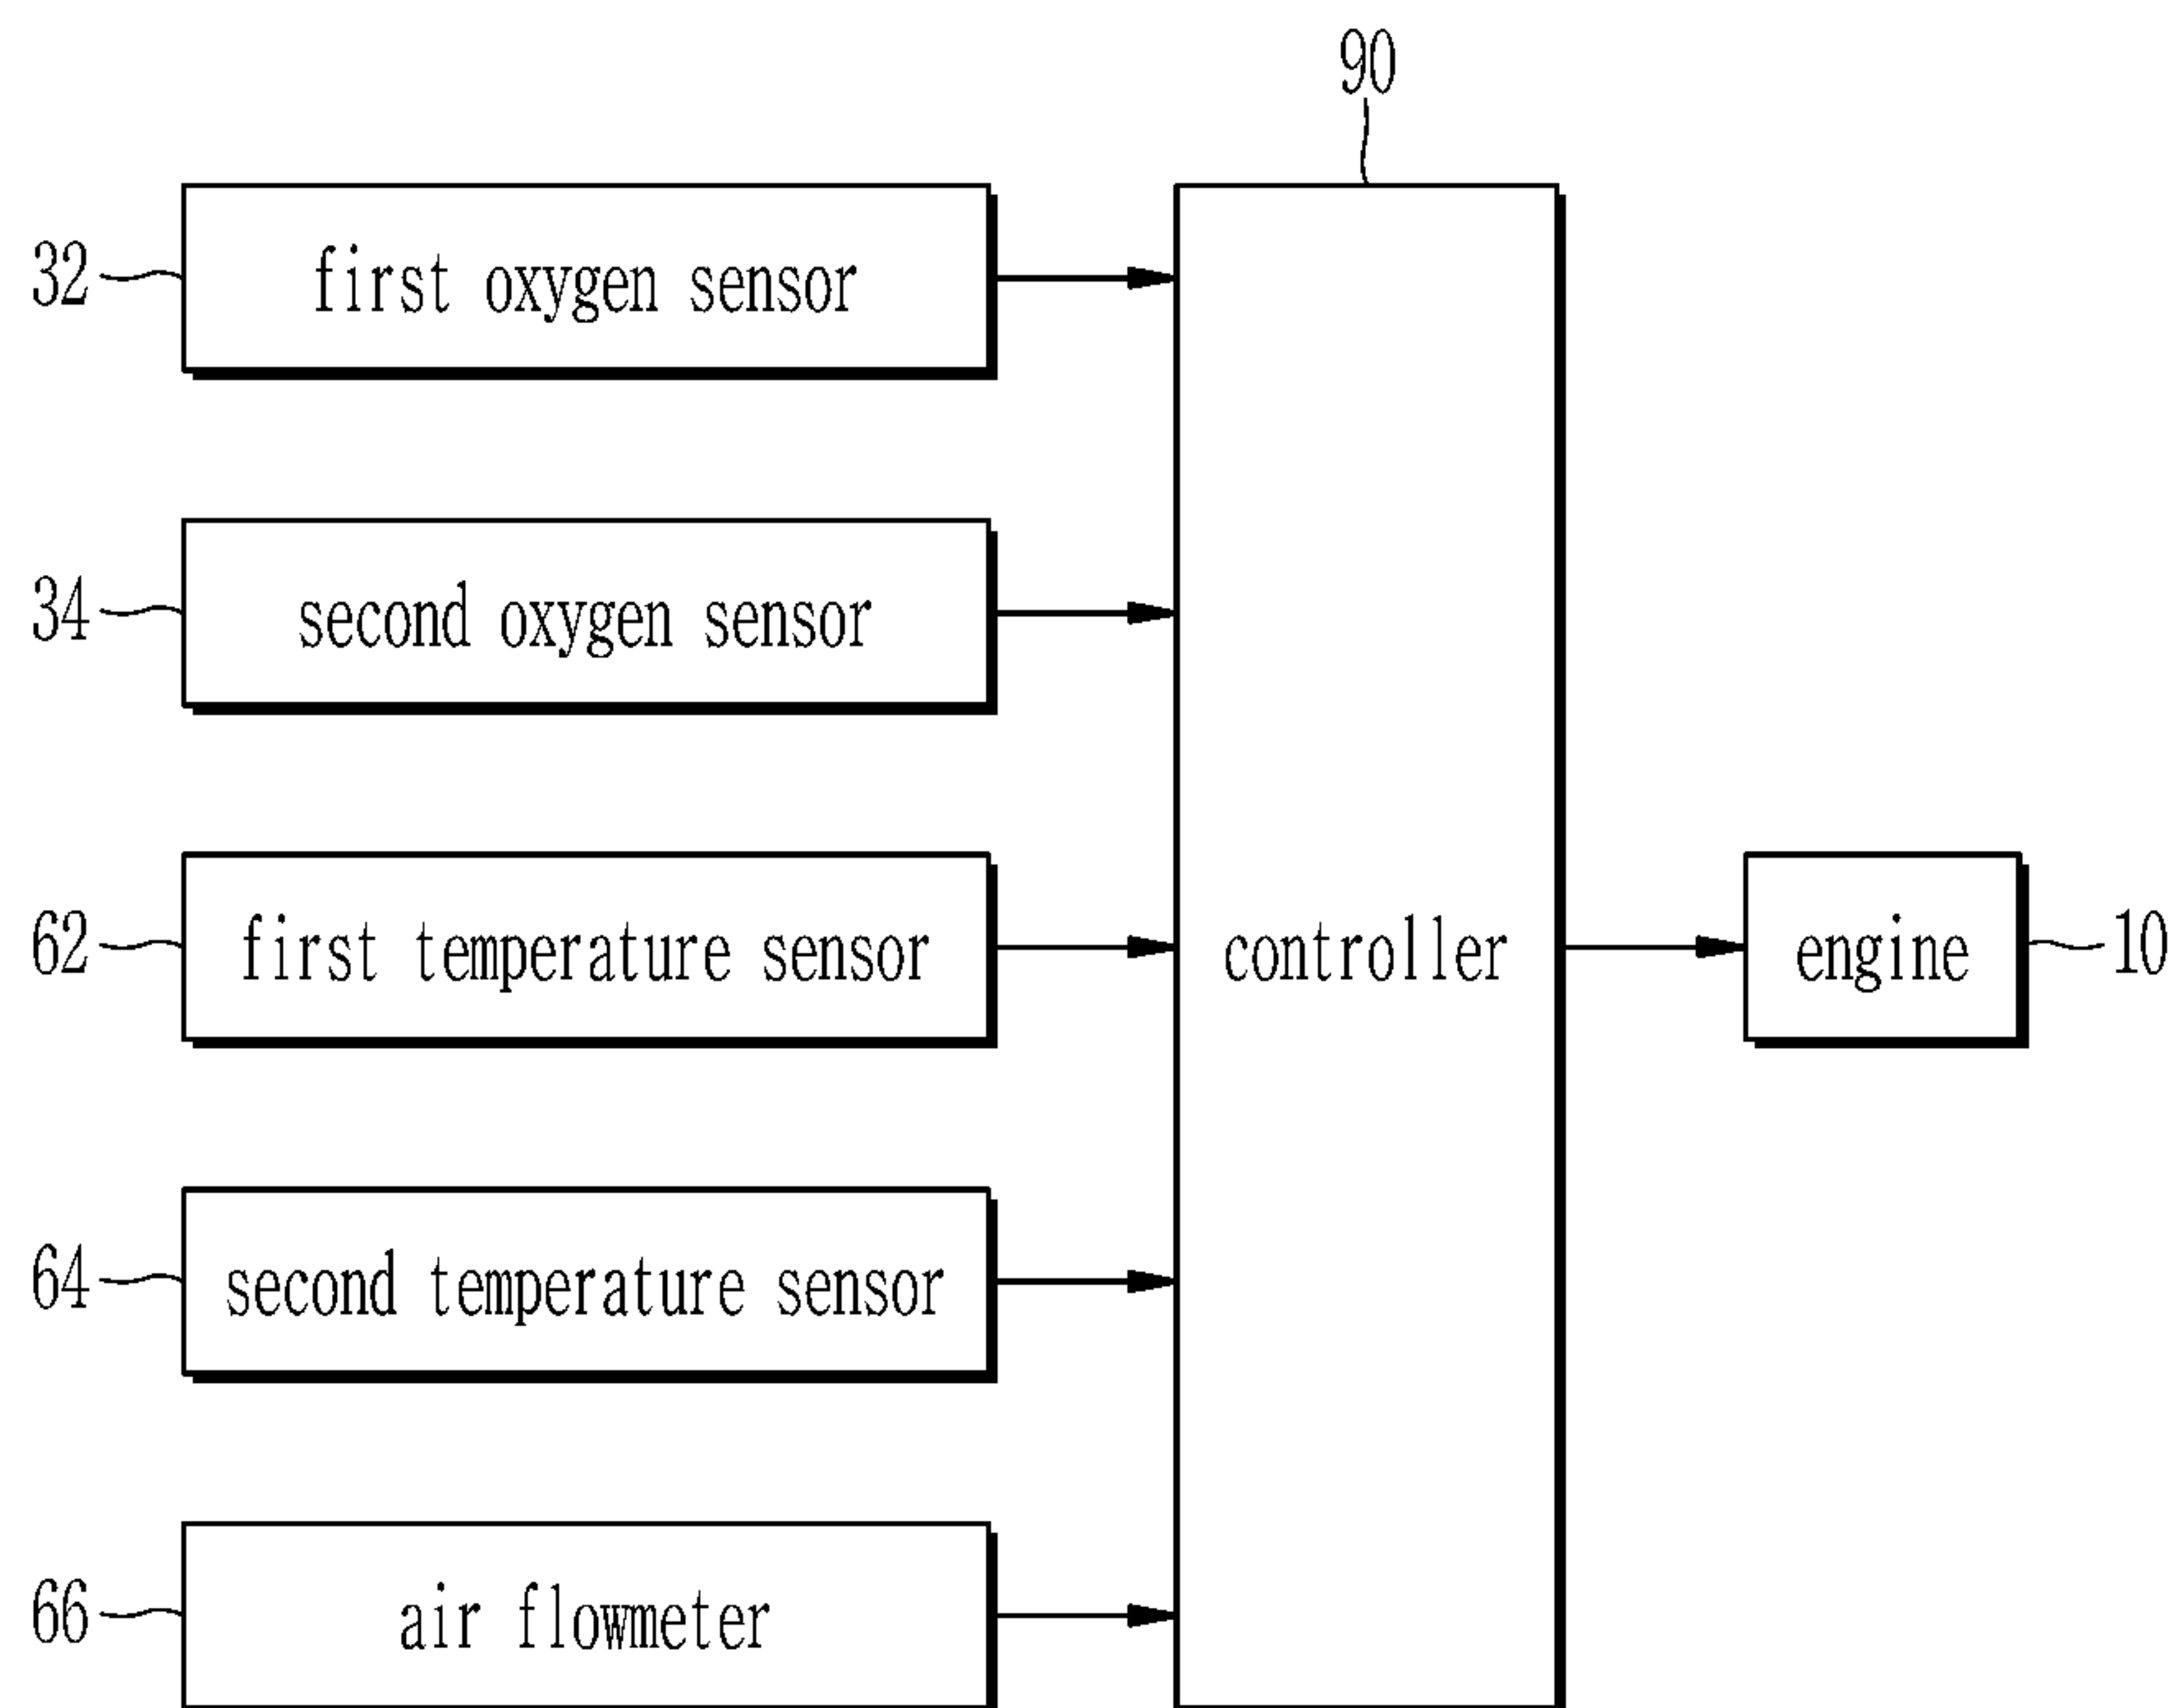 90
32 first oxygen sensor
34 second oxygen sensor
62 first temperature sensor controller engine 10
64 second temperature sensor
66 air flowmeter